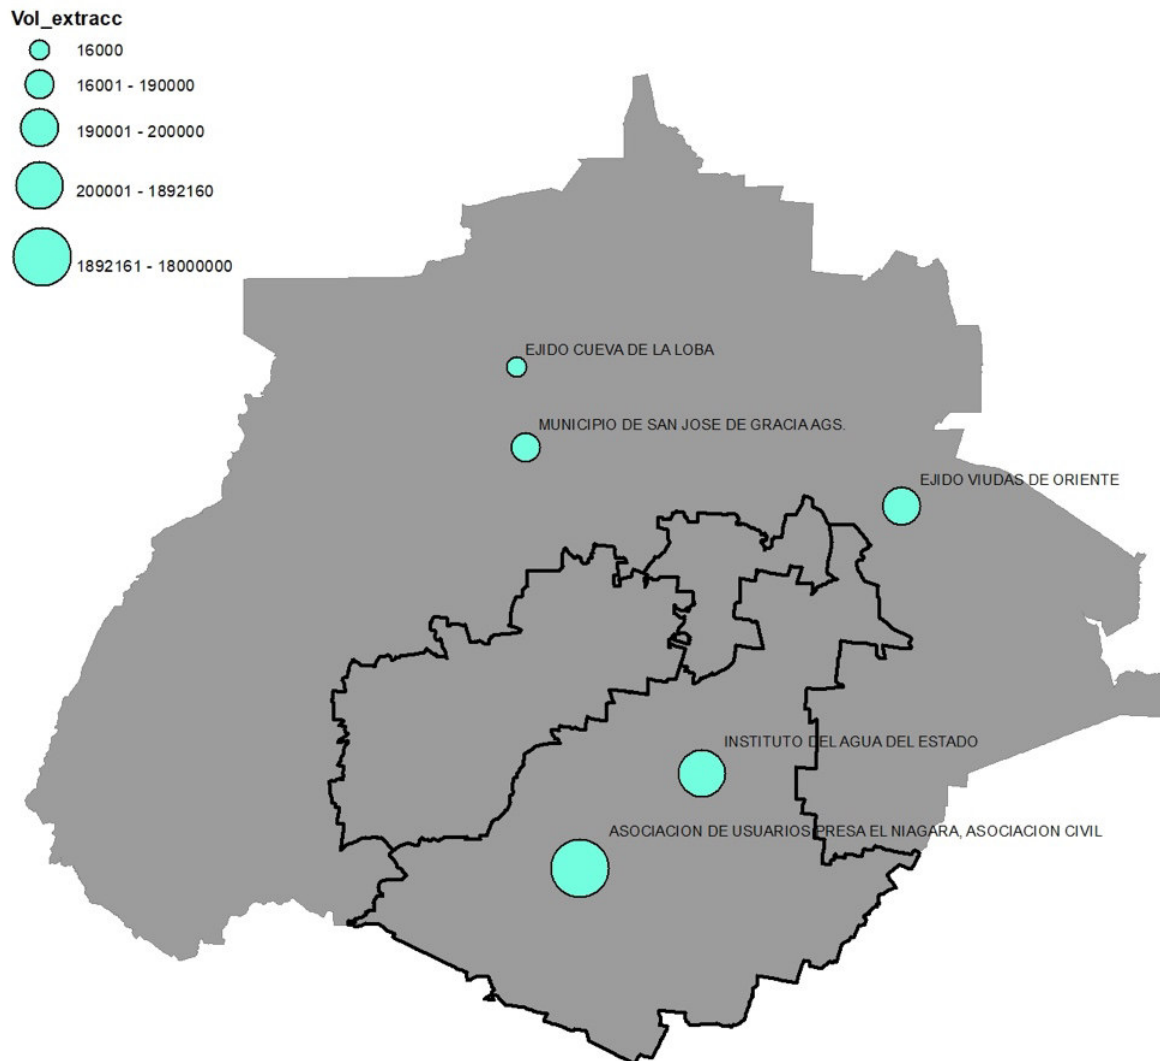 Vol_extracc
16000
16001 - 190000
190001 - 200000
200001 - 1892160
1892161 - 18000000
EJIDO CUEVA DE LA LOBA
MUNICIPIO DE SAN JOSE DE GRACIA AGS.
EJIDO VIUDAS DE ORIENTE
INSTITUTO DEL AGUA DEL ESTADO
ASOCIACION DE USUARIOS PRESA EL NIAGARA, ASOCIACION CIVIL